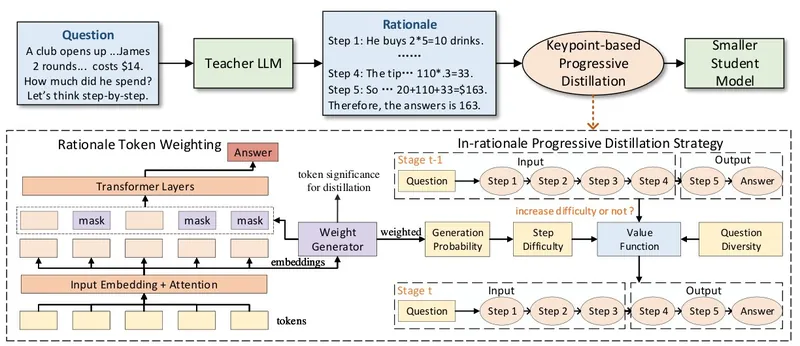 Question
A club opens up ...James
2 rounds... costs $14.
How much did he spend?
Let's think step-by-step.
Teacher LLM
Rationale
Step 1: He buys 2*5=10 drinks.
······
Step 4: The tip··· 110*.3=33.
Step 5: So ··· 20+110+33=$163.
Therefore, the answers is 163.
Keypoint-based
Progressive
Distillation
Smaller
Student
Model
Rationale Token Weighting
Answer
Transformer Layers
mask
mask
mask
embeddings
Input Embedding + Attention
tokens
token significance
for distillation
Weight
Generator
weighted
In-rationale Progressive Distillation Strategy
Stage t-1
Input
Output
Question
Step 1
Step 2
Step 3
Step 4
Step 5
Answer
increase difficulty or not ?
Generation
Probability
Step
Difficulty
Value
Function
Question
Diversity
Stage t
Input
Output
Question
Step 1
Step 2
Step 3
Step 4
Step 5
Answer